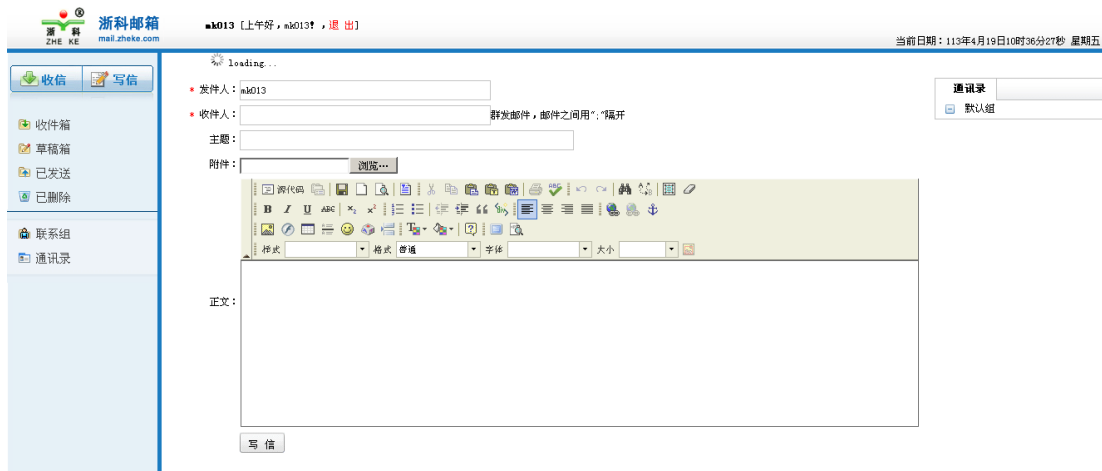 ®
浙 科
ZHE KE
浙科邮箱
mail.zheke.com
mk013 [上午好,mk013!,退 出]
当前日期:113年4月19日10时36分27秒 星期五
收信
写信
收件箱
草稿箱
已发送
已删除
联系组
通讯录
loading...
* 发件人:mk013
* 收件人: 群发邮件,邮件之间用";"隔开
主题:
附件: 浏览…
源代码
B I U ABC x₂ x²
样式 格式 普通 字体 大小
正文:
写 信
通讯录
默认组